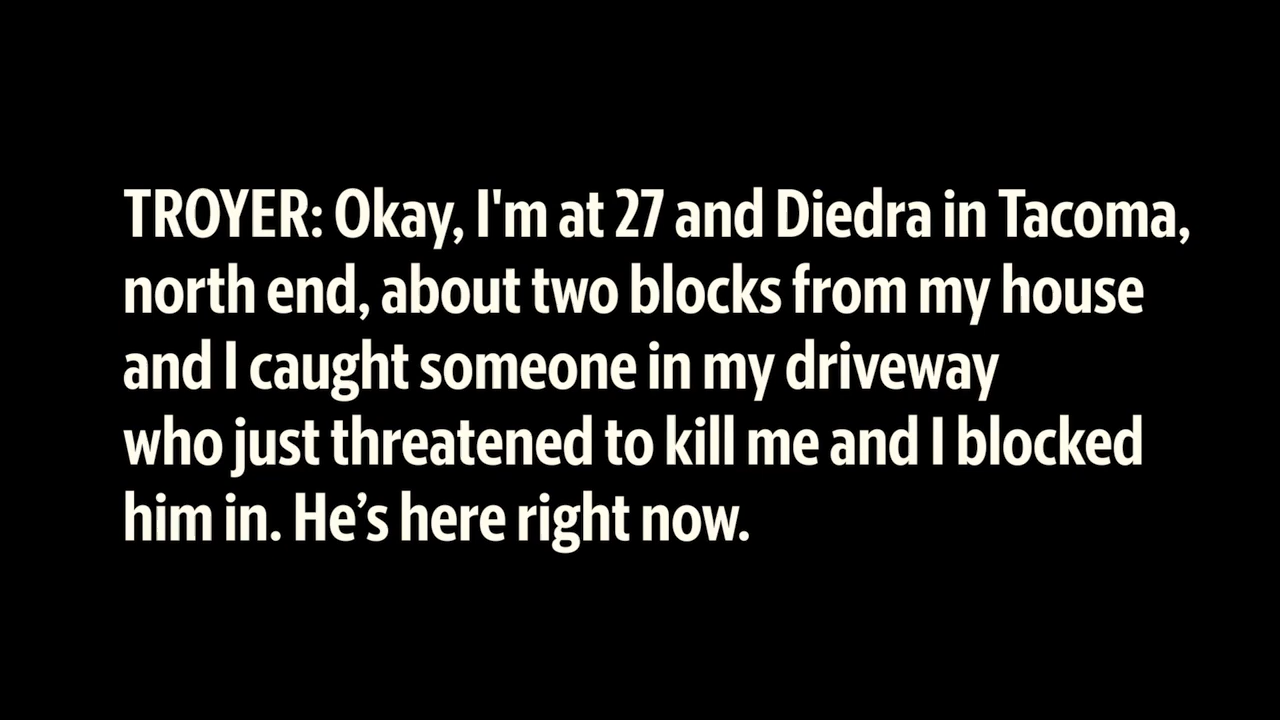 TROYER: Okay, I'm at 27 and Diedra in Tacoma,
north end, about two blocks from my house
and I caught someone in my driveway
who just threatened to kill me and I blocked
him in. He’s here right now.